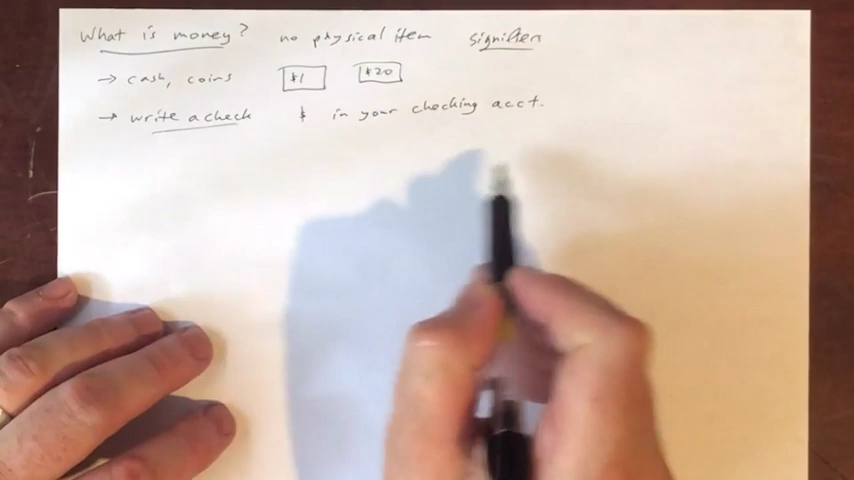 What is money? no physical item signifier
→ cash, coins $1 $20
→ write a check $ in your checking acct.